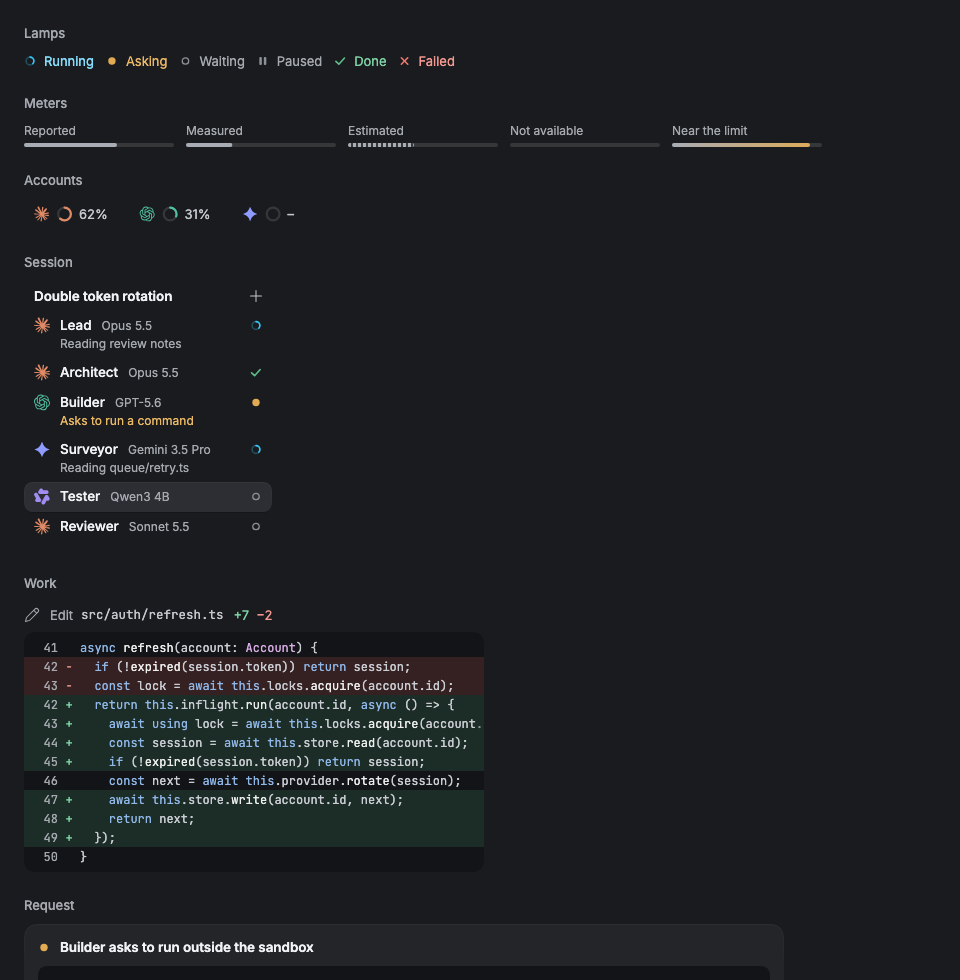 Lamps
Running Asking Waiting Paused Done Failed
Meters
Reported Measured Estimated Not available Near the limit
Accounts
62% 31% –
Session
Double token rotation
Lead Opus 5.5
Reading review notes
Architect Opus 5.5
Builder GPT-5.6
Asks to run a command
Surveyor Gemini 3.5 Pro
Reading queue/retry.ts
Tester Qwen3 4B
Reviewer Sonnet 5.5
Work
Edit src/auth/refresh.ts +7 −2
41 async refresh(account: Account) {
42 - if (!expired(session.token)) return session;
43 - const lock = await this.locks.acquire(account.id);
42 + return this.inflight.run(account.id, async () => {
43 + await using lock = await this.locks.acquire(account.
44 + const session = await this.store.read(account.id);
45 + if (!expired(session.token)) return session;
46 const next = await this.provider.rotate(session);
47 + await this.store.write(account.id, next);
48 + return next;
49 + });
50 }
Request
Builder asks to run outside the sandbox